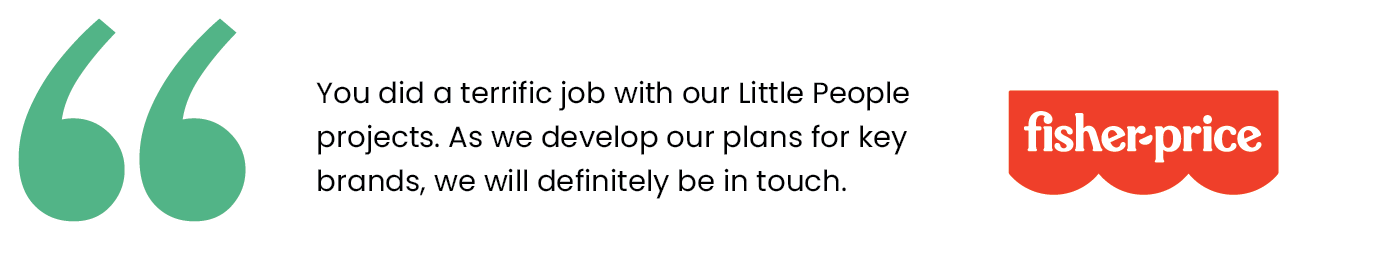 You did a terrific job with our Little People
projects. As we develop our plans for key
brands, we will definitely be in touch.
fisher-price